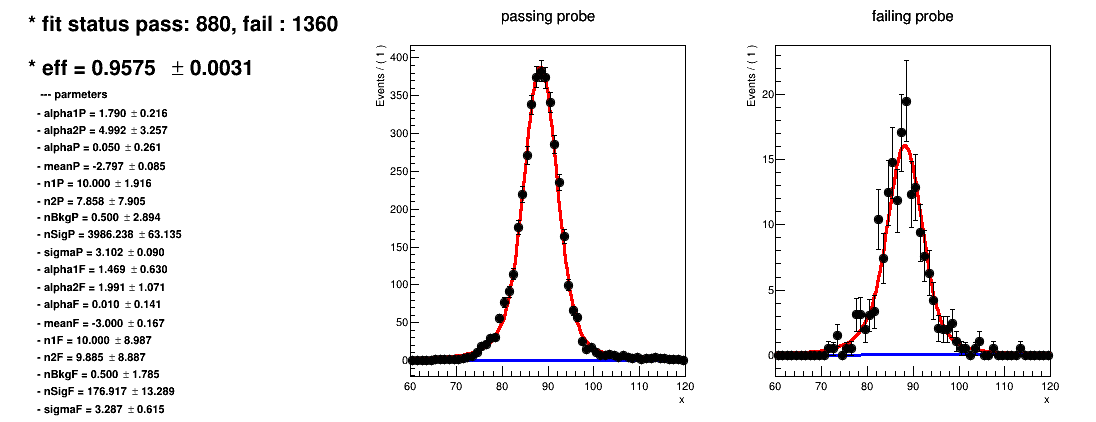 * fit status pass: 880, fail : 1360
* eff = 0.9575 ± 0.0031
--- parmeters
- alpha1P = 1.790 ± 0.216
- alpha2P = 4.992 ± 3.257
- alphaP = 0.050 ± 0.261
- meanP = -2.797 ± 0.085
- n1P = 10.000 ± 1.916
- n2P = 7.858 ± 7.905
- nBkgP = 0.500 ± 2.894
- nSigP = 3986.238 ± 63.135
- sigmaP = 3.102 ± 0.090
- alpha1F = 1.469 ± 0.630
- alpha2F = 1.991 ± 1.071
- alphaF = 0.010 ± 0.141
- meanF = -3.000 ± 0.167
- n1F = 10.000 ± 8.987
- n2F = 9.885 ± 8.887
- nBkgF = 0.500 ± 1.785
- nSigF = 176.917 ± 13.289
- sigmaF = 3.287 ± 0.615
passing probe
Events / ( 1 )
400
350
300
250
200
150
100
50
0
60 70 80 90 100 110 120
x
failing probe
Events / ( 1 )
20
15
10
5
0
60 70 80 90 100 110 120
x